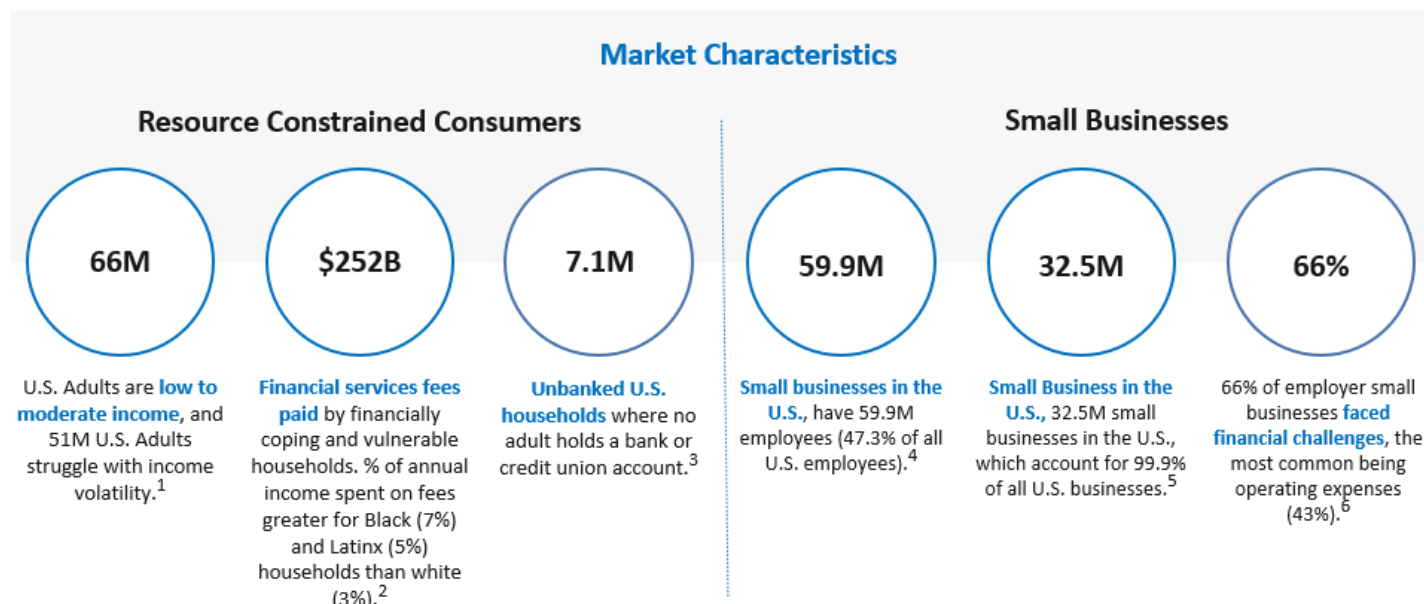 Market Characteristics
Resource Constrained Consumers
66M
U.S. Adults are low to
moderate income, and
51M U.S. Adults
struggle with income
volatility.1
$252B
Financial services fees
paid by financially
coping and vulnerable
households. % of annual
income spent on fees
greater for Black (7%)
and Latinx (5%)
households than white
(3%).2
7.1M
Unbanked U.S.
households where no
adult holds a bank or
credit union account.3
Small Businesses
59.9M
Small businesses in the
U.S., have 59.9M
employees (47.3% of all
U.S. employees).4
32.5M
Small Business in the
U.S., 32.5M small
businesses in the U.S.,
which account for 99.9%
of all U.S. businesses.5
66%
66% of employer small
businesses faced
financial challenges, the
most common being
operating expenses
(43%).6